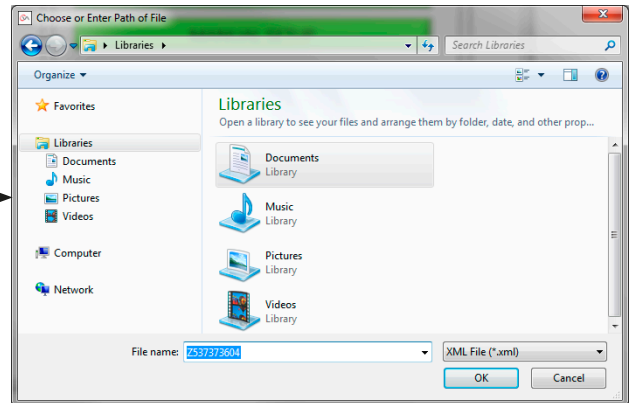 Choose or Enter Path of File
Libraries
Search Libraries
Organize
Favorites
Libraries
Documents
Music
Pictures
Videos
Computer
Network
Libraries
Open a library to see your files and arrange them by folder, date, and other prop...
Documents
Library
Music
Library
Pictures
Library
Videos
Library
File name: Z537373604
XML File (*.xml)
OK Cancel